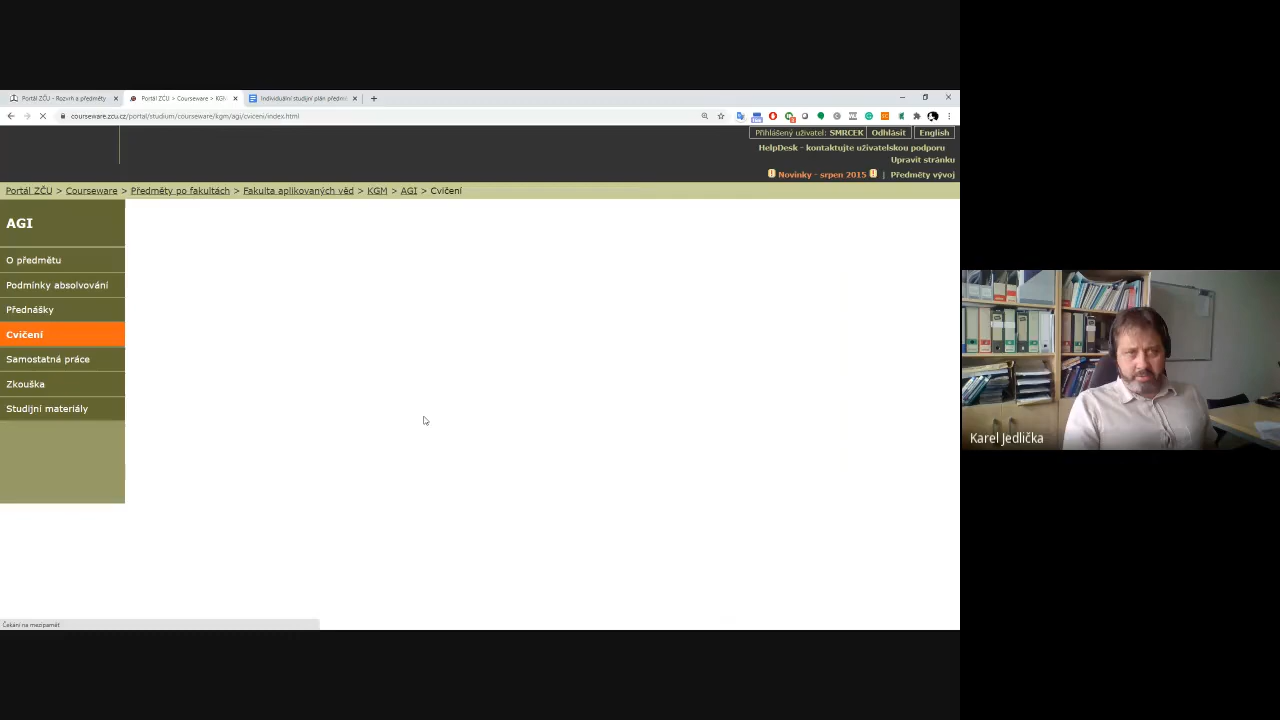 Portál ZČU - Rozvrh a předměty
Portál ZČU > Courseware > KGM
Individuální studijní plán předmě
courseware.zcu.cz/portal/studium/courseware/kgm/agi/cviceni/index.html
Přihlášený uživatel: SMRCEK
Odhlásit
English
HelpDesk - kontaktujte uživatelskou podporu
Upravit stránku
Novinky - srpen 2015 | Předměty vývoj
Portál ZČU > Courseware > Předměty po fakultách > Fakulta aplikovaných věd > KGM > AGI > Cvičení
AGI
O předmětu
Podmínky absolvování
Přednášky
Cvičení
Samostatná práce
Zkouška
Studijní materiály
Karel Jedlička
Čekání na mezipaměť